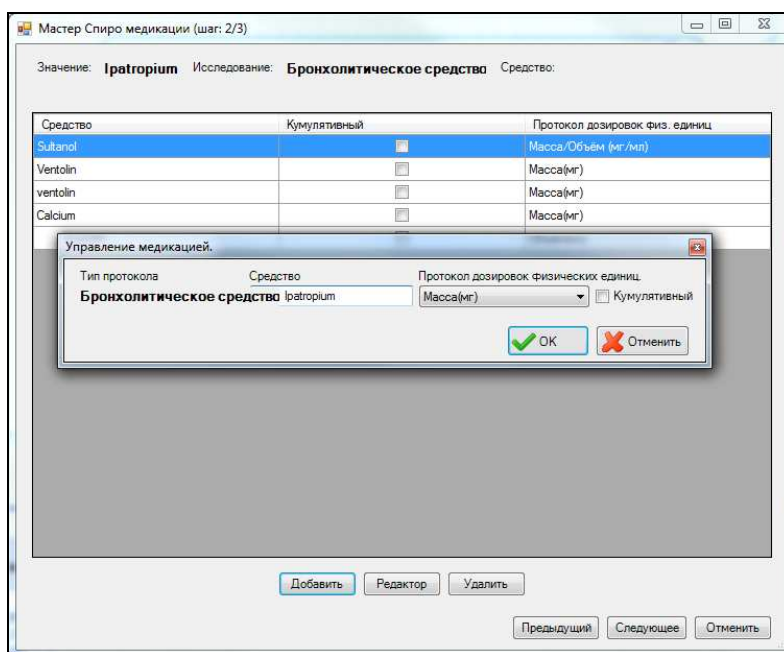 Мастер Спиро медикации (шаг: 2/3)
Значение: Ipatropium Исследование: Бронхолитическое средство Средство:
Средство Кумулятивный Протокол дозировок физ. единиц
Sultanol Масса/Объём (мг/мл)
Ventolin Масса(мг)
ventolin Масса(мг)
Calcium Масса(мг)
Управление медикацией.
Тип протокола Средство Протокол дозировок физических единиц.
Бронхолитическое средство Ipatropium Масса(мг) Кумулятивный
OK Отменить
Добавить Редактор Удалить
Предыдущий Следующее Отменить